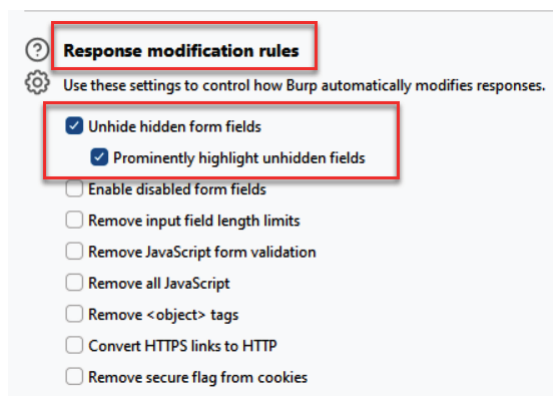 Response modification rules
Use these settings to control how Burp automatically modifies responses.
Unhide hidden form fields
Prominently highlight unhidden fields
Enable disabled form fields
Remove input field length limits
Remove JavaScript form validation
Remove all JavaScript
Remove <object> tags
Convert HTTPS links to HTTP
Remove secure flag from cookies